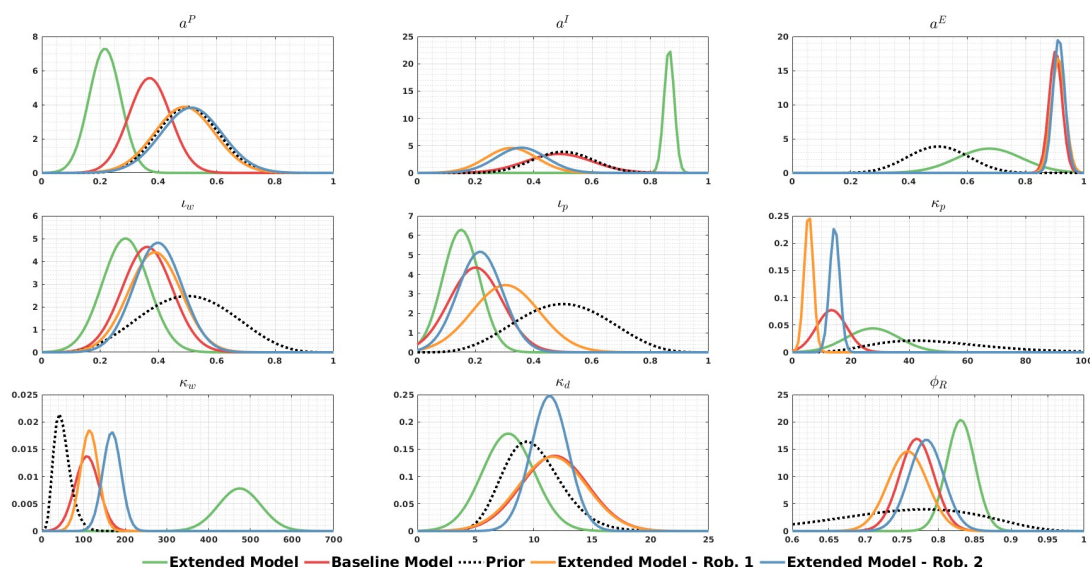 a^P
a^I
a^E
8
6
4
2
0
0 0.2 0.4 0.6 0.8 1
25
20
15
10
5
0
0 0.2 0.4 0.6 0.8 1
20
15
10
5
0
0 0.2 0.4 0.6 0.8 1
ι_w
ι_p
κ_p
6
5
4
3
2
1
0
0 0.2 0.4 0.6 0.8 1
7
6
5
4
3
2
1
0
0 0.2 0.4 0.6 0.8 1
0.25
0.2
0.15
0.1
0.05
0
0 20 40 60 80 100
κ_w
κ_d
φ_R
0.025
0.02
0.015
0.01
0.005
0
0 100 200 300 400 500 600 700
0.25
0.2
0.15
0.1
0.05
0
0 5 10 15 20 25
25
20
15
10
5
0
0.6 0.65 0.7 0.75 0.8 0.85 0.9 0.95 1
Extended Model Baseline Model Prior Extended Model - Rob. 1 Extended Model - Rob. 2